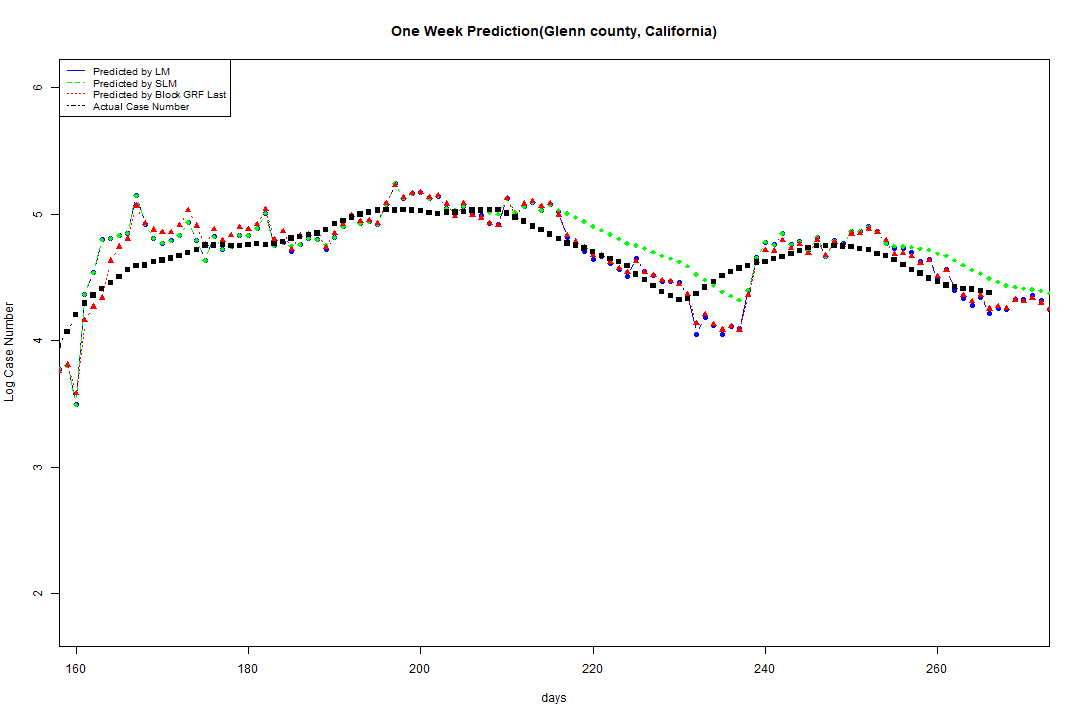 One Week Prediction(Glenn county, California)
Predicted by LM
Predicted by SLM
Predicted by Block GRF Last
Actual Case Number
6
5
4
3
2
Log Case Number
160 180 200 220 240 260
days